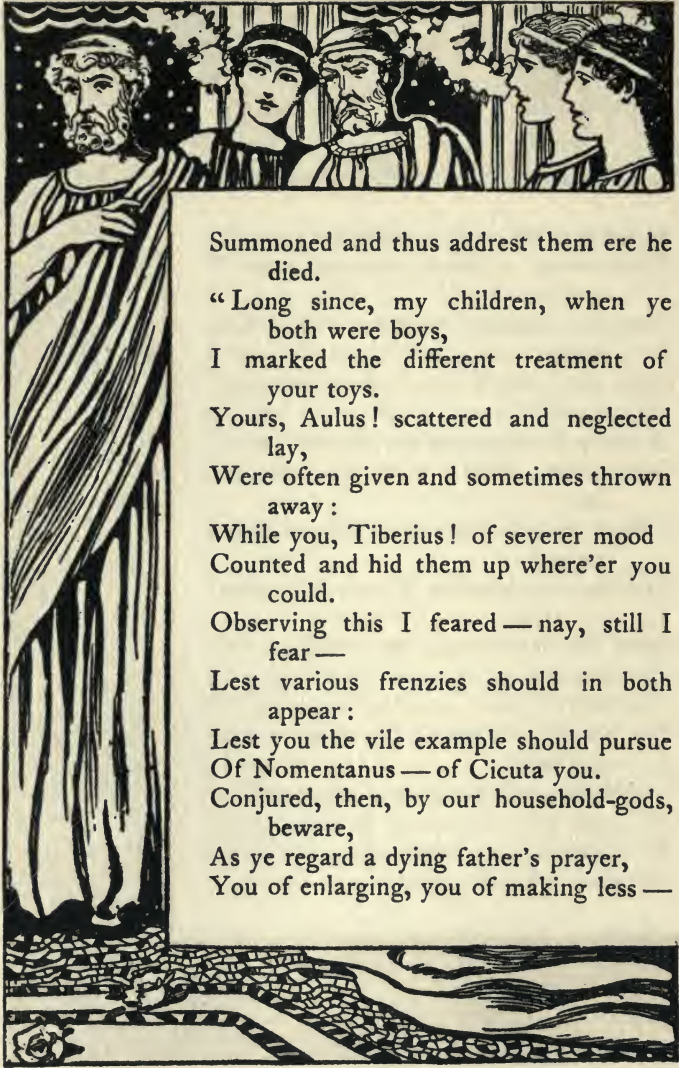 Summoned and thus addrest them ere he
died.
“Long since, my children, when ye
both were boys,
I marked the different treatment of
your toys.
Yours, Aulus! scattered and neglected
lay,
Were often given and sometimes thrown
away:
While you, Tiberius! of severer mood
Counted and hid them up where'er you
could.
Observing this I feared — nay, still I
fear —
Lest various frenzies should in both
appear:
Lest you the vile example should pursue
Of Nomentanus — of Cicuta you.
Conjured, then, by our household-gods,
beware,
As ye regard a dying father's prayer,
You of enlarging, you of making less —